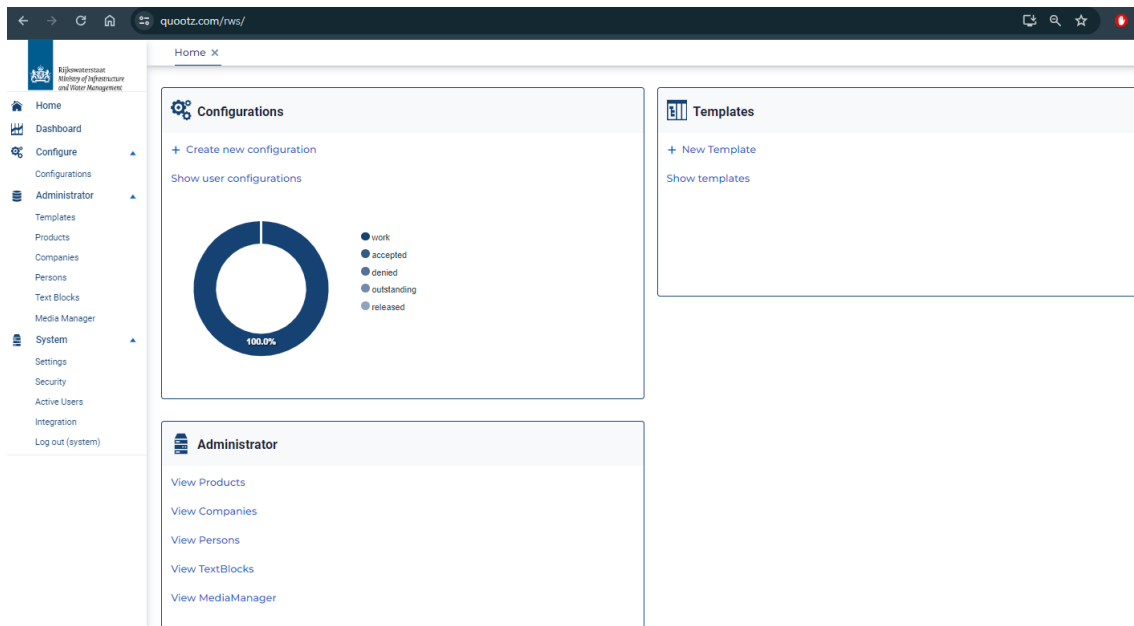 quootz.com/rws/
Rijkswaterstaat
Ministry of Infrastructure
and Water Management
Home
Dashboard
Configure
Configurations
Administrator
Templates
Products
Companies
Persons
Text Blocks
Media Manager
System
Settings
Security
Active Users
Integration
Log out (system)
Home ×
Configurations
+ Create new configuration
Show user configurations
100.0%
work
accepted
denied
outstanding
released
Templates
+ New Template
Show templates
Administrator
View Products
View Companies
View Persons
View TextBlocks
View MediaManager